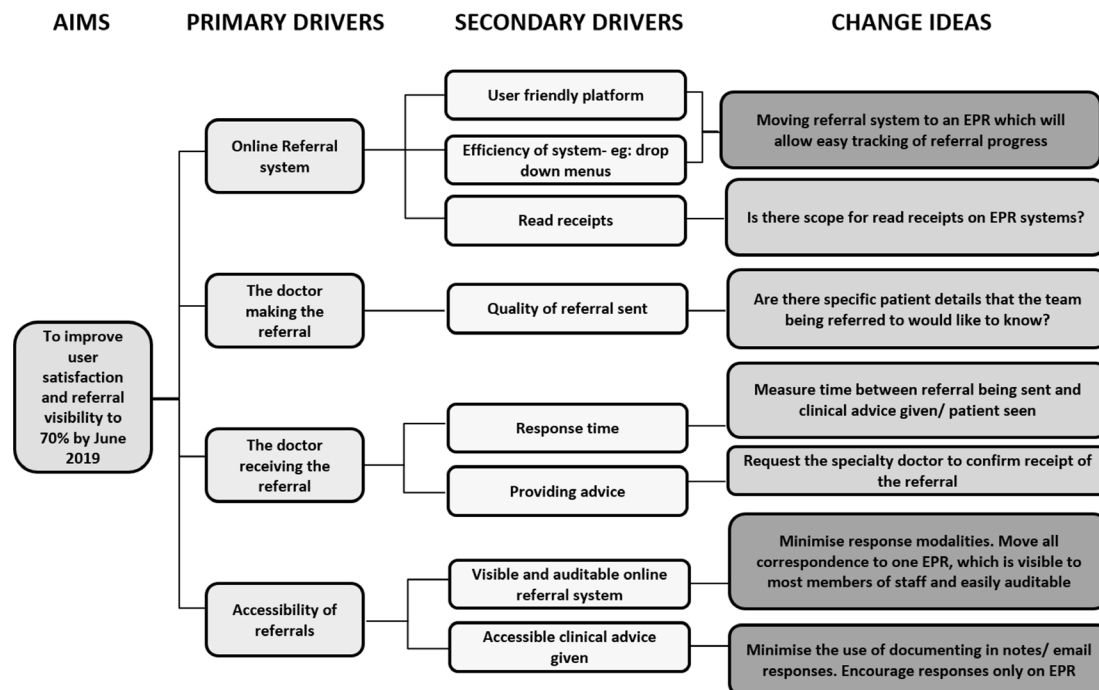 AIMS
PRIMARY DRIVERS
SECONDARY DRIVERS
CHANGE IDEAS
To improve
user
satisfaction
and referral
visibility to
70% by June
2019
Online Referral
system
User friendly platform
Efficiency of system- eg: drop
down menus
Read receipts
Moving referral system to an EPR which will
allow easy tracking of referral progress
Is there scope for read receipts on EPR systems?
The doctor
making the
referral
Quality of referral sent
Are there specific patient details that the team
being referred to would like to know?
The doctor
receiving the
referral
Response time
Measure time between referral being sent and
clinical advice given/ patient seen
Providing advice
Request the specialty doctor to confirm receipt of
the referral
Accessibility of
referrals
Visible and auditable online
referral system
Minimise response modalities. Move all
correspondence to one EPR, which is visible to
most members of staff and easily auditable
Accessible clinical advice
given
Minimise the use of documenting in notes/ email
responses. Encourage responses only on EPR